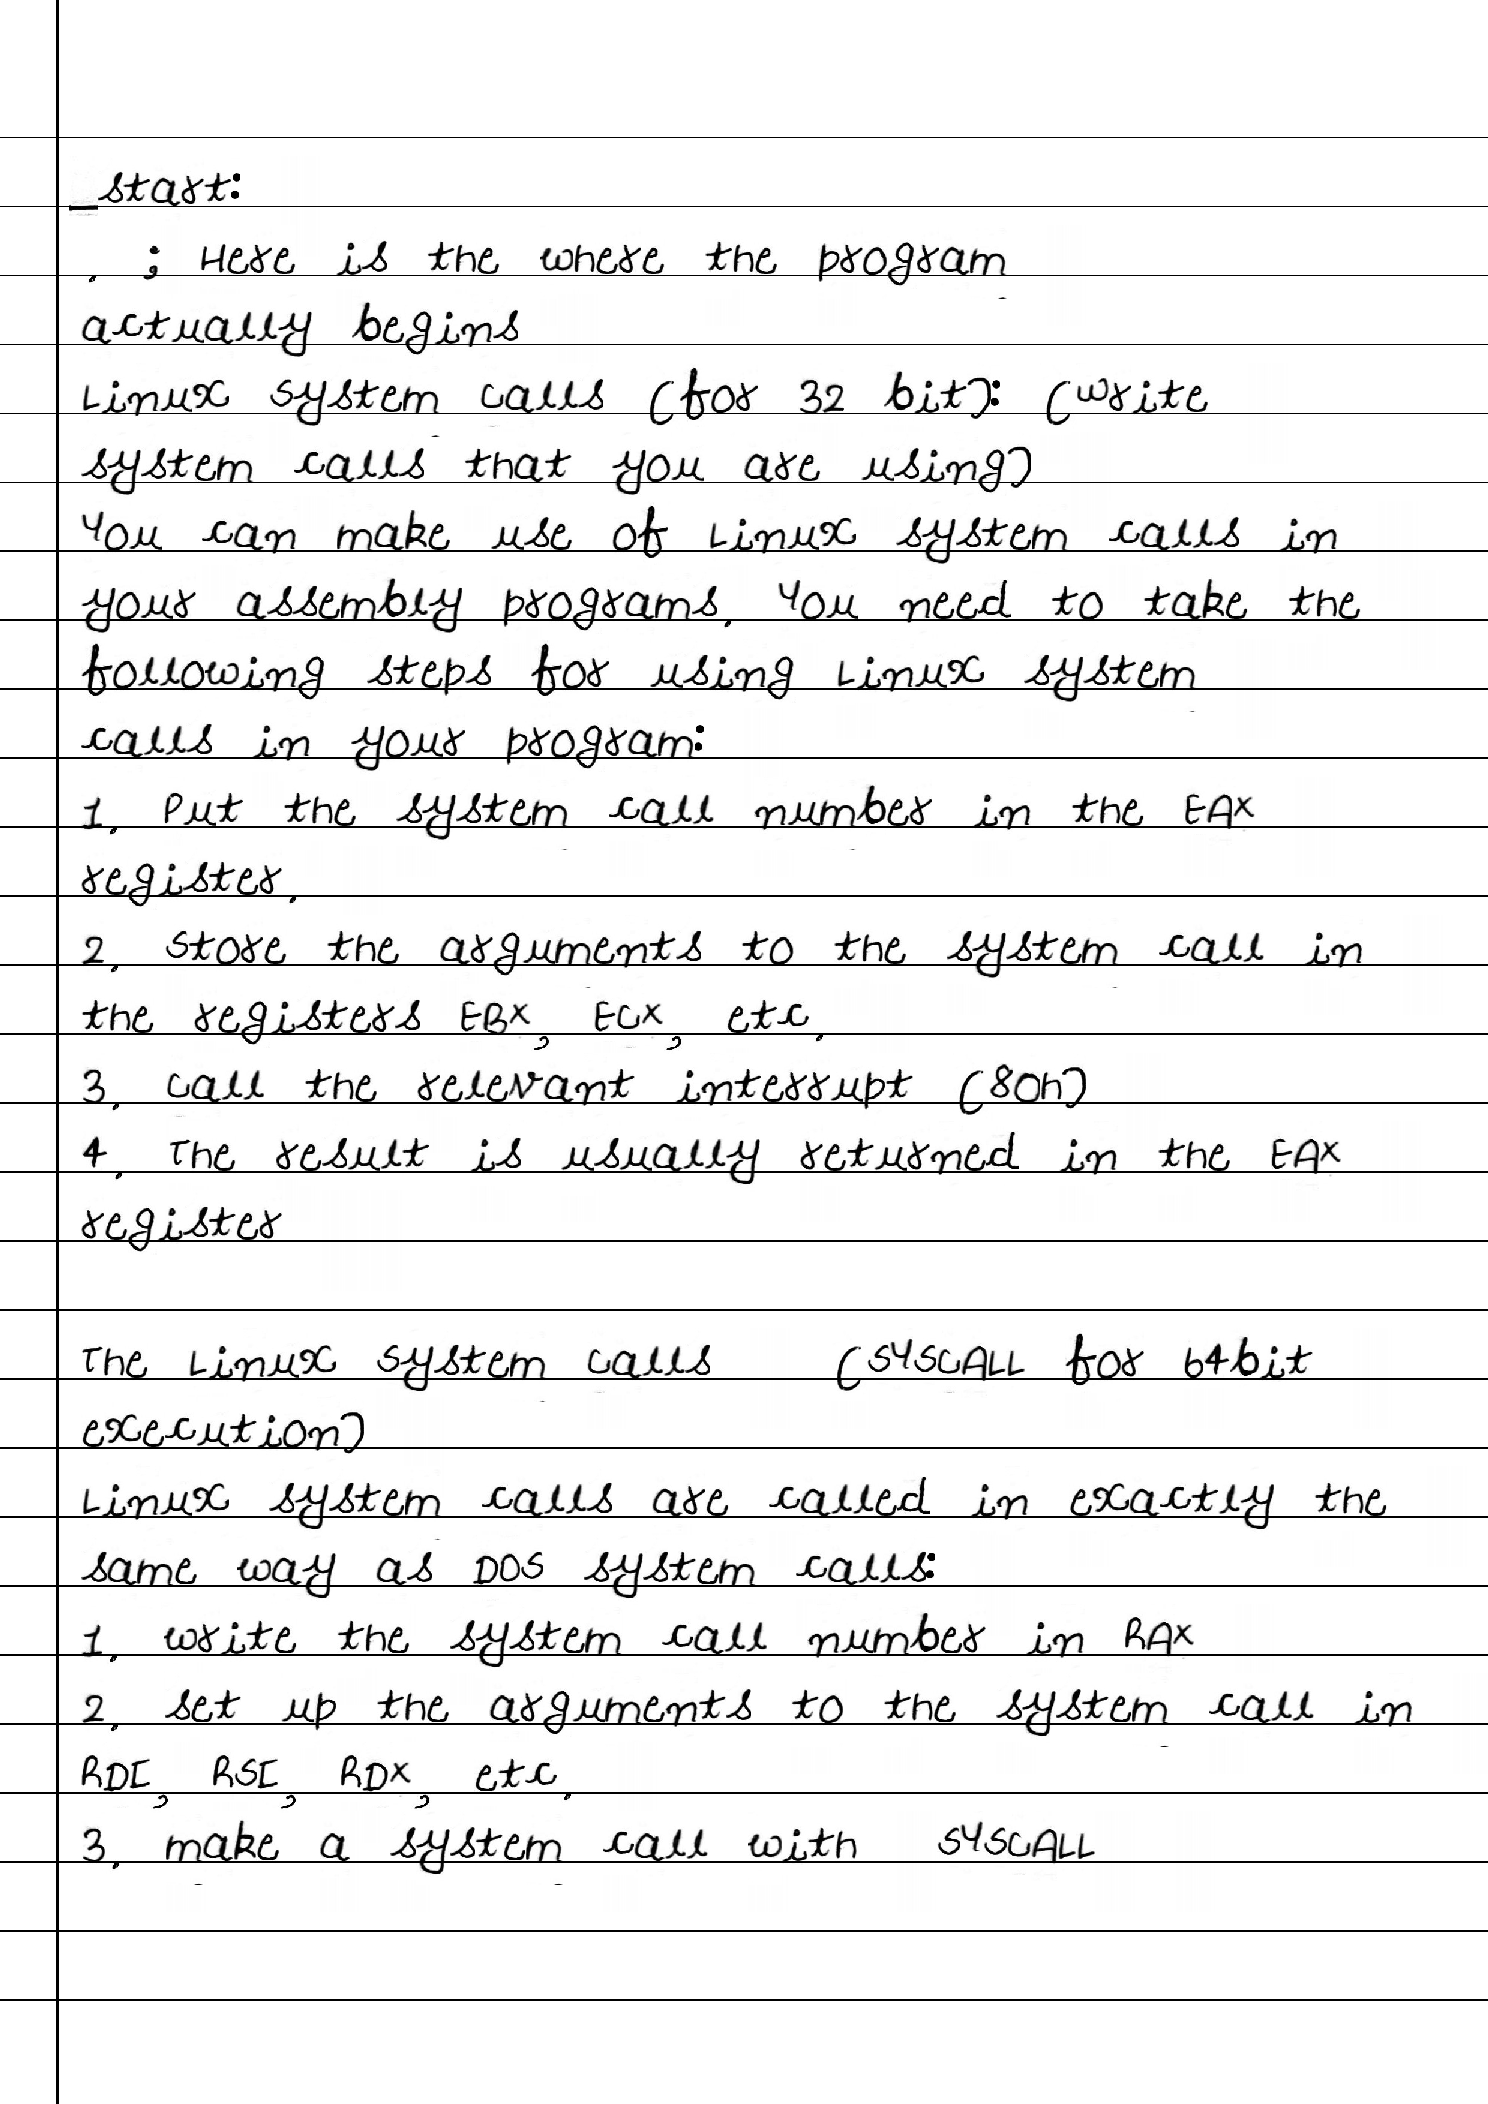 _start:
. ; Here is the where the program
actually begins
Linux System Calls (for 32 bit): (Write
system calls that you are using)
You can make use of Linux system calls in
your assembly programs. You need to take the
following steps for using Linux system
calls in your program:
1. Put the system call number in the EAX
register.
2. Store the arguments to the system call in
the registers EBX, ECX, etc.
3. Call the relevant interrupt (80h)
4. The result is usually returned in the EAX
register
The Linux System Calls (SYSCALL for 64bit
execution)
Linux system calls are called in exactly the
same way as DOS system calls:
1. write the system call number in RAX
2. set up the arguments to the system call in
RDI, RSI, RDX, etc.
3. make a system call with SYSCALL